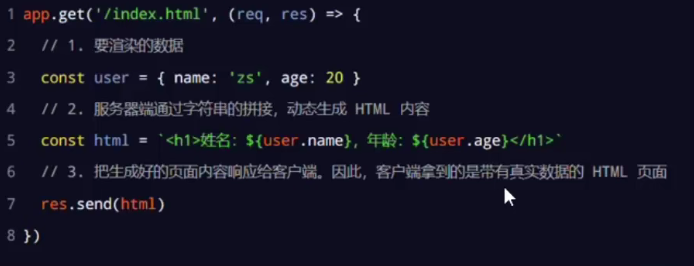 1 app.get('/index.html', (req, res) => {
2 // 1. 要渲染的数据
3 const user = { name: 'zs', age: 20 }
4 // 2. 服务器端通过字符串的拼接，动态生成 HTML 内容
5 const html = `<h1>姓名：${user.name}，年龄：${user.age}</h1>`
6 // 3. 把生成好的页面内容响应给客户端。因此，客户端拿到的是带有真实数据的 HTML 页面
7 res.send(html)
8 })